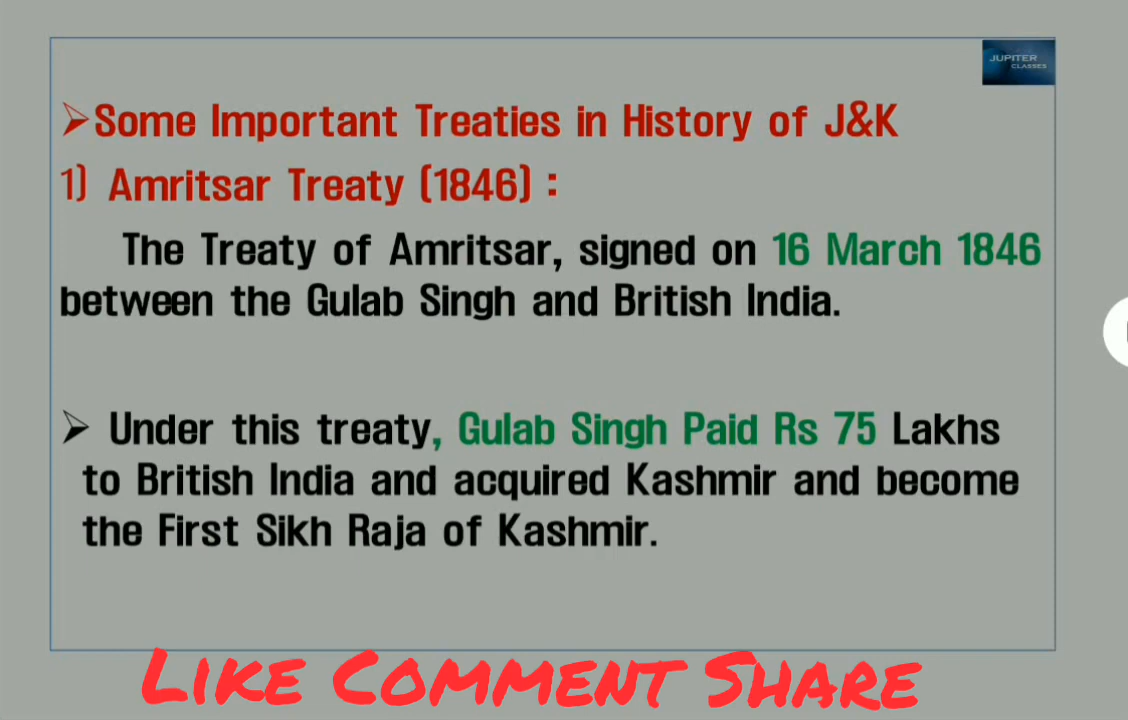 JUPITER
CLASSES
➢Some Important Treaties in History of J&K
1) Amritsar Treaty (1846) :
The Treaty of Amritsar, signed on 16 March 1846
between the Gulab Singh and British India.
➢ Under this treaty, Gulab Singh Paid Rs 75 Lakhs
to British India and acquired Kashmir and become
the First Sikh Raja of Kashmir.
LIKE COMMENT SHARE